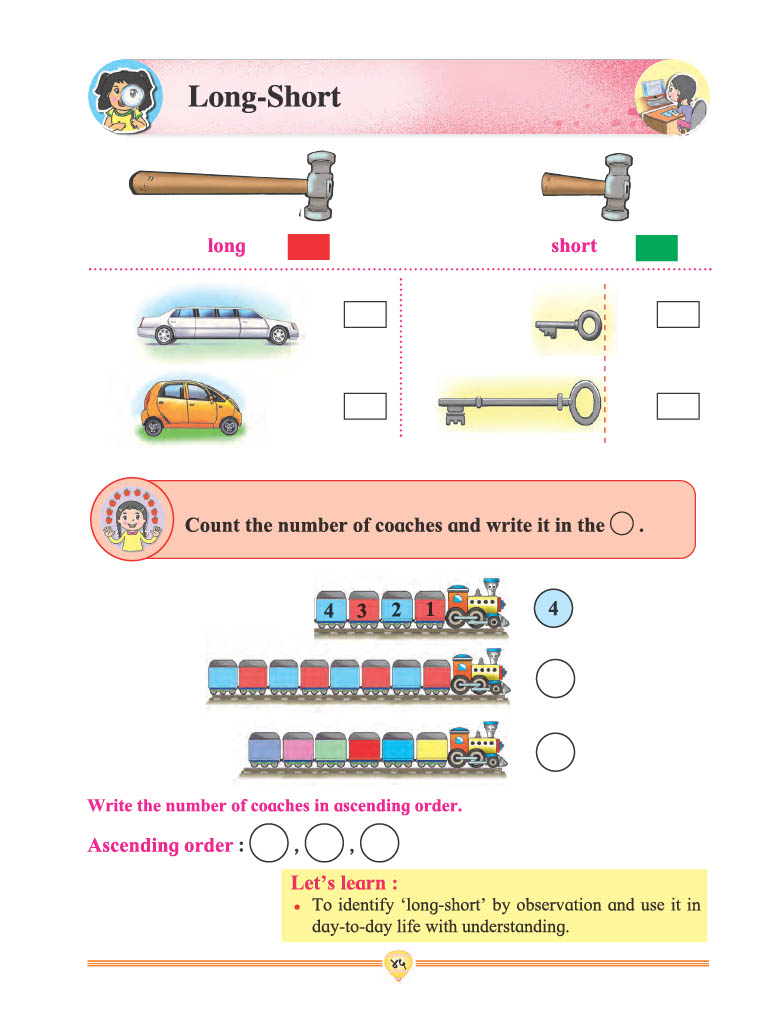 Long-Short
long
short
Count the number of coaches and write it in the ◯ .
4 3 2 1
4
Write the number of coaches in ascending order.
Ascending order : ◯ , ◯ , ◯
Let’s learn :
• To identify ‘long-short’ by observation and use it in
day-to-day life with understanding.
४५